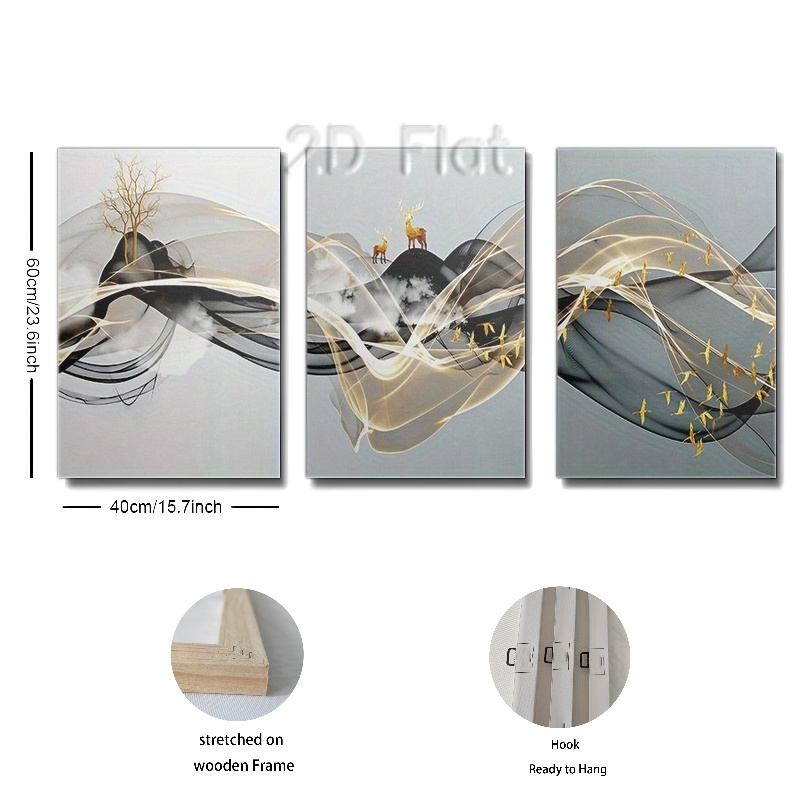 2D Flat
60cm/23.6inch
40cm/15.7inch
stretched on
wooden Frame
Hook
Ready to Hang